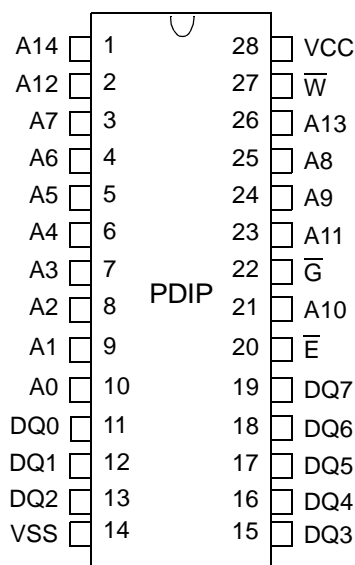 A14 1 28 VCC
A12 2 27 W̅
A7 3 26 A13
A6 4 25 A8
A5 5 24 A9
A4 6 23 A11
A3 7 22 G̅
PDIP
A2 8 21 A10
A1 9 20 E̅
A0 10 19 DQ7
DQ0 11 18 DQ6
DQ1 12 17 DQ5
DQ2 13 16 DQ4
VSS 14 15 DQ3